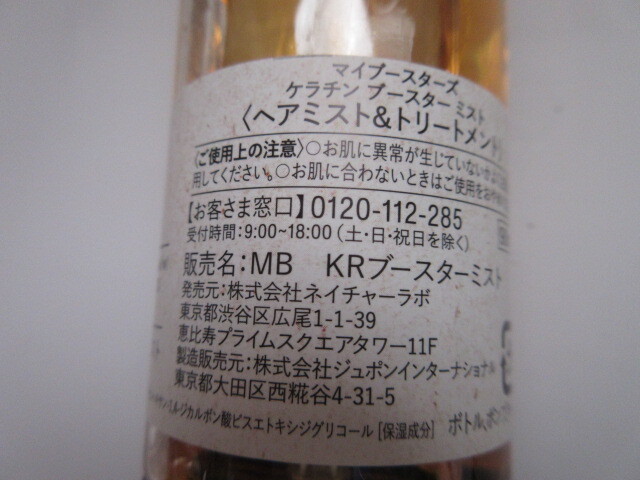 マイブースターズ
ケラチン ブースター ミスト
〈ヘアミスト&トリートメント〉
〈ご使用上の注意〉○お肌に異常が生じていないか
用してください。○お肌に合わないときはご使用をお
【お客さま窓口】0120-112-285
受付時間:9:00~18:00(土・日・祝日を除く)
販売名:MB KRブースターミスト
発売元:株式会社ネイチャーラボ
東京都渋谷区広尾1-1-39
恵比寿プライムスクエアタワー11F
製造販売元:株式会社ジュポンインターナショナル
東京都大田区西糀谷4-31-5
ジカルボン酸ビスエトキシジグリコール [保湿成分]
ボトル、ポンプ